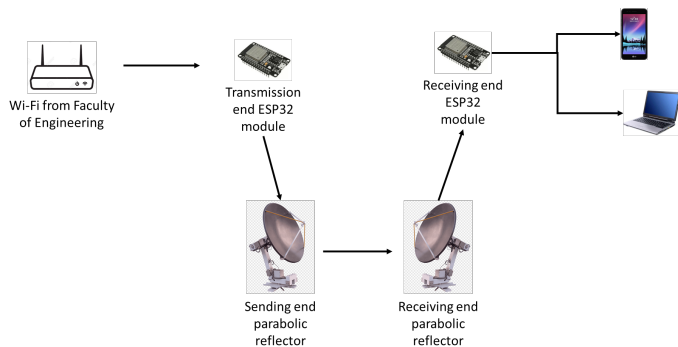 Wi-Fi from Faculty
of Engineering
Transmission
end ESP32
module
Receiving end
ESP32
module
Sending end
parabolic
reflector
Receiving end
parabolic
reflector